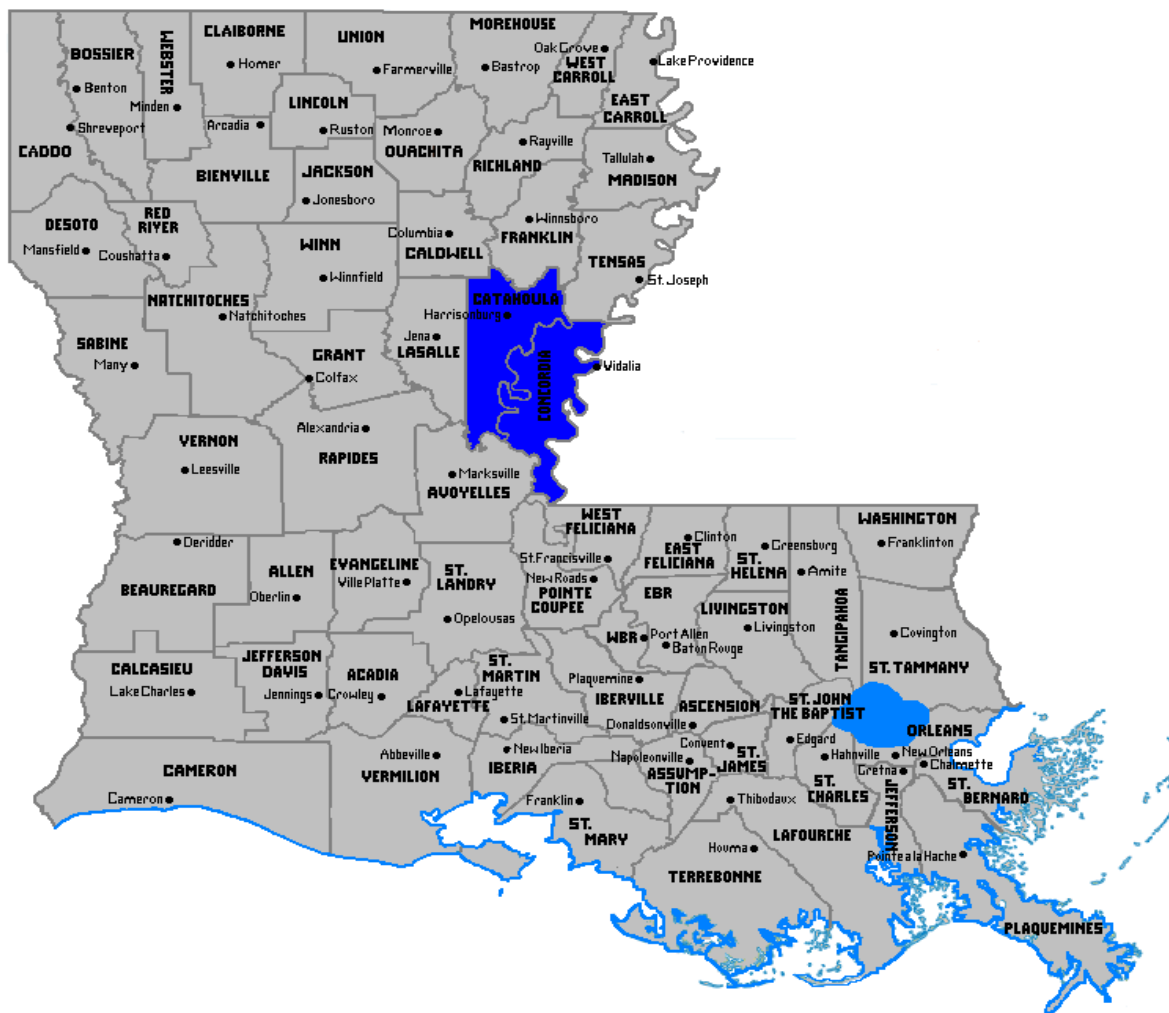 MOREHOUSE
CLAIBORNE
UNION
WEBSTER
BOSSIER
Oak Grove
WEST
CARROLL
Homer
Farmerville
Bastrop
Lake Providence
Benton
Minden
LINCOLN
EAST
CARROLL
Shreveport
Arcadia
Ruston
Monroe
Rayville
CADDO
OUACHITA
RICHLAND
Tallulah
MADISON
BIENVILLE
JACKSON
Jonesboro
RED
RIVER
DESOTO
Winnsboro
FRANKLIN
Columbia
CALDWELL
WINN
Mansfield
Coushatta
TENSAS
Winnfield
St. Joseph
NATCHITOCHES
Natchitoches
CATAHOULA
Harrisonburg
SABINE
Many
GRANT
Colfax
Jena
LASALLE
CONCORDIA
Vidalia
Alexandria
VERNON
Leesville
RAPIDES
Marksville
AVOYELLES
WEST
FELICIANA
WASHINGTON
Franklinton
Deridder
Clinton
EAST
FELICIANA
Greensburg
ST.
HELENA
Amite
ALLEN
EVANGELINE
Ville Platte
ST.
LANDRY
St. Francisville
New Roads
POINTE
COUPEE
BEAUREGARD
Oberlin
EBR
LIVINGSTON
Livingston
TANGIPAHOA
Opelousas
WBR
Port Allen
Baton Rouge
Covington
ST. TAMMANY
CALCASIEU
Lake Charles
JEFFERSON
DAVIS
Jennings
ACADIA
Crowley
ST.
MARTIN
LAFAYETTE
Lafayette
Plaquemine
IBERVILLE
ASCENSION
Donaldsonville
ST. JOHN
THE BAPTIST
St. Martinville
ORLEANS
Edgard
Convent
ST.
JAMES
Hahnville
New Orleans
Chalmette
Abbeville
VERMILION
New Iberia
IBERIA
Napoleonville
ASSUMP-
TION
Gretna
CAMERON
Cameron
Franklin
ST.
MARY
Thibodaux
ST.
CHARLES
JEFFERSON
ST.
BERNARD
LAFOURCHE
Houma
Pointe a la Hache
TERREBONNE
PLAQUEMINES